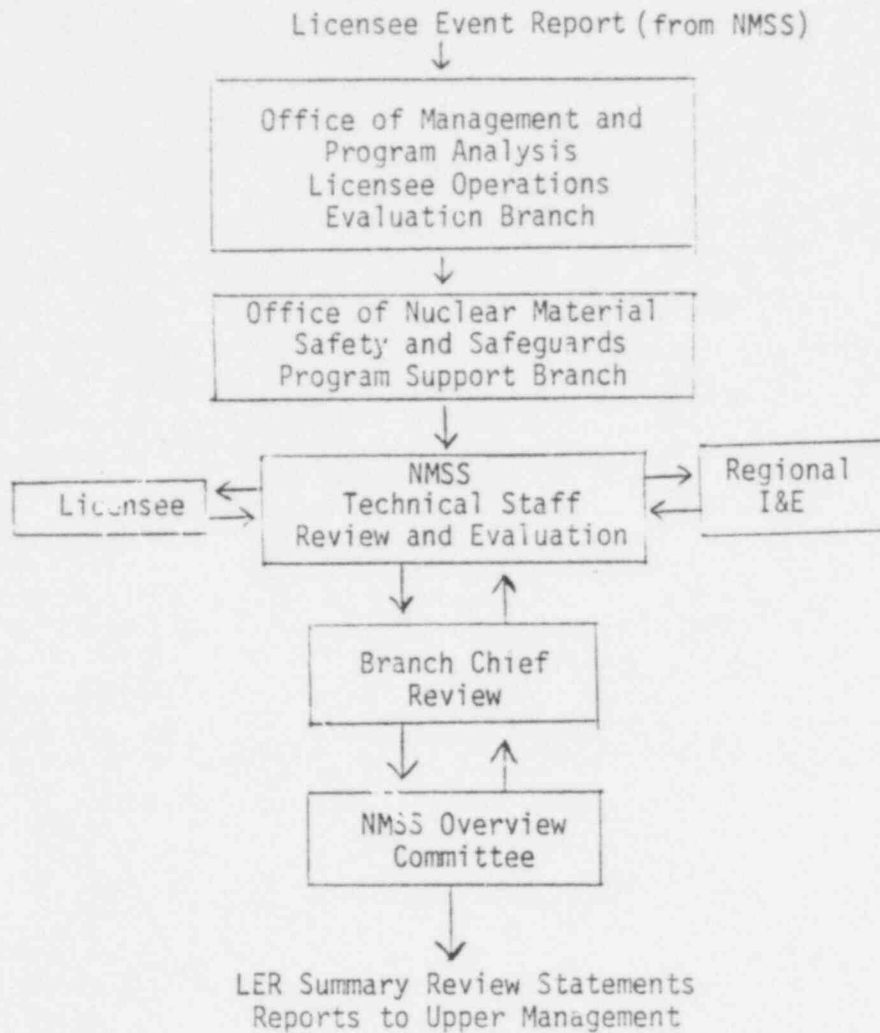 Licensee Event Report (from NMSS)
Office of Management and
Program Analysis
Licensee Operations
Evaluation Branch
Office of Nuclear Material
Safety and Safeguards
Program Support Branch
Licensee
NMSS
Technical Staff
Review and Evaluation
Regional
I&E
Branch Chief
Review
NMSS Overview
Committee
LER Summary Review Statements
Reports to Upper Management